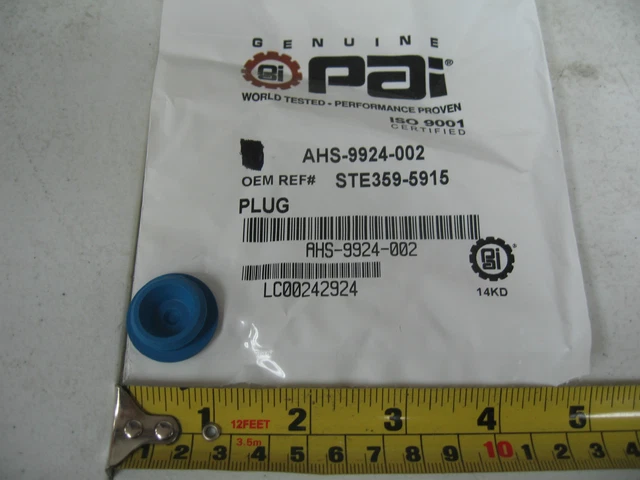 GENUINE
pai®
WORLD TESTED • PERFORMANCE PROVEN
ISO 9001
CERTIFIED
AHS-9924-002
OEM REF# STE359-5915
PLUG
AHS-9924-002
LC00242924
14KD
1 12FEET 2 3 4 5
3.5m
1 2 3 4 5 6 7 8 9 10 1 2 3 4